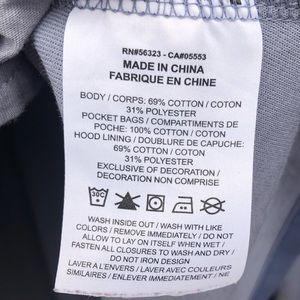 RN#56323 - CA#05553
MADE IN CHINA
FABRIQUE EN CHINE
BODY / CORPS: 69% COTTON / COTON
31% POLYESTER
POCKET BAGS / COMPARTIMENTS DE
POCHE: 100% COTTON / COTON
HOOD LINING / DOUBLURE DE CAPUCHE:
69% COTTON / COTON
31% POLYESTER
EXCLUSIVE OF DECORATION /
DECORATION NON COMPRISE
30C
WASH INSIDE OUT / WASH WITH LIKE
COLORS / REMOVE IMMEDIATELY / DO NOT
ALLOW TO LAY ON ITSELF WHEN WET /
FASTEN ALL CLOSURES TO WASH AND DRY /
DO NOT IRON DESIGN
LAVER A L'ENVERS / LAVER AVEC COULEURS
SIMILAIRES / ENLEVER IMMEDIATEMENT / NE